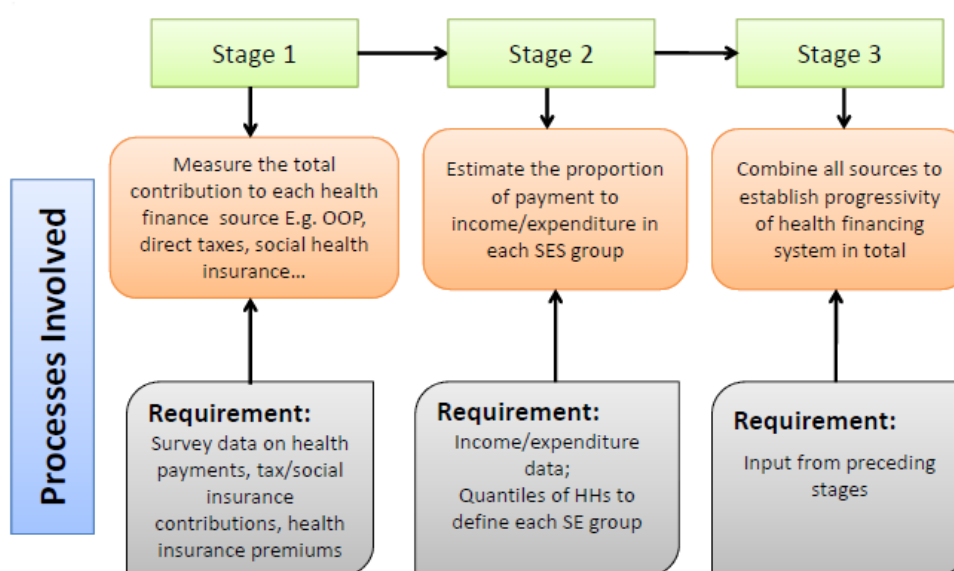 Stage 1
Stage 2
Stage 3
Processes Involved
Measure the total
contribution to each health
finance source E.g. OOP,
direct taxes, social health
insurance...
Estimate the proportion
of payment to
income/expenditure in
each SES group
Combine all sources to
establish progressivity
of health financing
system in total
Requirement:
Survey data on health
payments, tax/social
insurance
contributions, health
insurance premiums
Requirement:
Income/expenditure
data;
Quantiles of HHs to
define each SE group
Requirement:
Input from preceding
stages